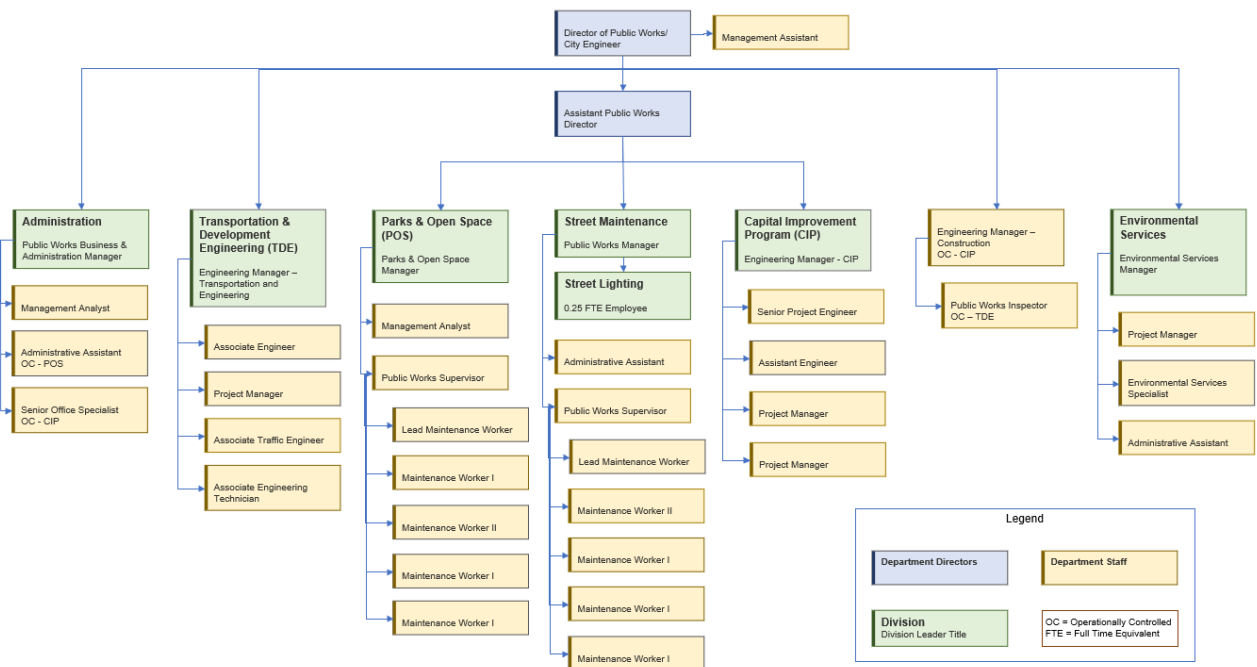 Director of Public Works/
City Engineer
Management Assistant
Assistant Public Works
Director
Administration
Public Works Business &
Administration Manager
Management Analyst
Administrative Assistant
OC - POS
Senior Office Specialist
OC - CIP
Transportation &
Development
Engineering (TDE)
Engineering Manager –
Transportation and
Engineering
Associate Engineer
Project Manager
Associate Traffic Engineer
Associate Engineering
Technician
Parks & Open Space
(POS)
Parks & Open Space
Manager
Management Analyst
Public Works Supervisor
Lead Maintenance Worker
Maintenance Worker I
Maintenance Worker II
Maintenance Worker I
Maintenance Worker I
Street Maintenance
Public Works Manager
Street Lighting
0.25 FTE Employee
Administrative Assistant
Public Works Supervisor
Lead Maintenance Worker
Maintenance Worker II
Maintenance Worker I
Maintenance Worker I
Maintenance Worker I
Capital Improvement
Program (CIP)
Engineering Manager - CIP
Senior Project Engineer
Assistant Engineer
Project Manager
Project Manager
Engineering Manager –
Construction
OC - CIP
Public Works Inspector
OC – TDE
Environmental
Services
Environmental Services
Manager
Project Manager
Environmental Services
Specialist
Administrative Assistant
Legend
Department Directors
Department Staff
Division
Division Leader Title
OC = Operationally Controlled
FTE = Full Time Equivalent